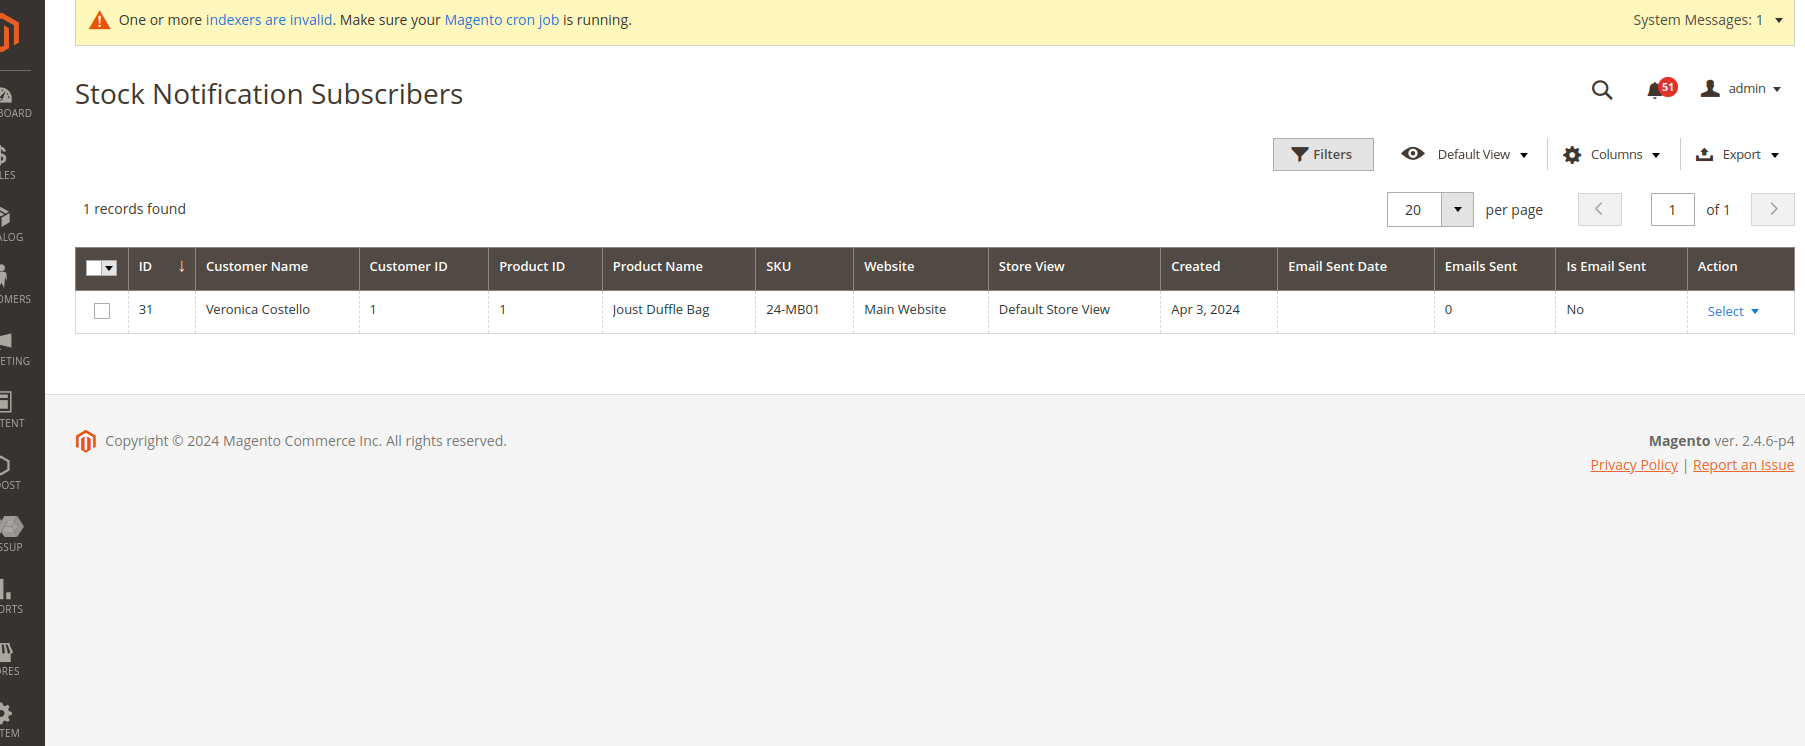 One or more indexers are invalid. Make sure your Magento cron job is running.
System Messages: 1
Stock Notification Subscribers
51
admin
Filters
Default View
Columns
Export
1 records found
20
per page
1
of 1
ID ↓ Customer Name Customer ID Product ID Product Name SKU Website Store View Created Email Sent Date Emails Sent Is Email Sent Action
31 Veronica Costello 1 1 Joust Duffle Bag 24-MB01 Main Website Default Store View Apr 3, 2024 0 No Select
Copyright © 2024 Magento Commerce Inc. All rights reserved.
Magento ver. 2.4.6-p4
Privacy Policy | Report an Issue
BOARD
LES
ALOG
OMERS
ETING
TENT
OOST
SSUP
ORTS
ORES
TEM